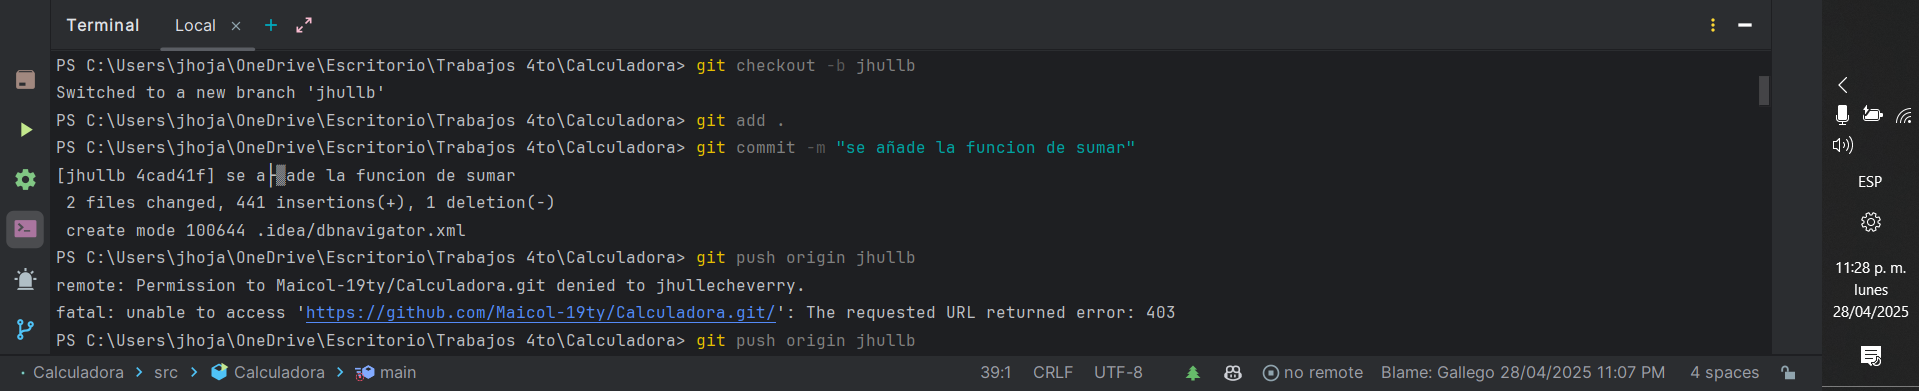 Terminal Local
PS C:\Users\jhoja\OneDrive\Escritorio\Trabajos 4to\Calculadora> git checkout -b jhullb
Switched to a new branch 'jhullb'
PS C:\Users\jhoja\OneDrive\Escritorio\Trabajos 4to\Calculadora> git add .
PS C:\Users\jhoja\OneDrive\Escritorio\Trabajos 4to\Calculadora> git commit -m "se añade la funcion de sumar"
[jhullb 4cad41f] se a├▒ade la funcion de sumar
2 files changed, 441 insertions(+), 1 deletion(-)
create mode 100644 .idea/dbnavigator.xml
PS C:\Users\jhoja\OneDrive\Escritorio\Trabajos 4to\Calculadora> git push origin jhullb
remote: Permission to Maicol-19ty/Calculadora.git denied to jhullecheverry.
fatal: unable to access 'https://github.com/Maicol-19ty/Calculadora.git/': The requested URL returned error: 403
PS C:\Users\jhoja\OneDrive\Escritorio\Trabajos 4to\Calculadora> git push origin jhullb
Calculadora > src > Calculadora > main 39:1 CRLF UTF-8 no remote Blame: Gallego 28/04/2025 11:07 PM 4 spaces
ESP
11:28 p. m.
lunes
28/04/2025